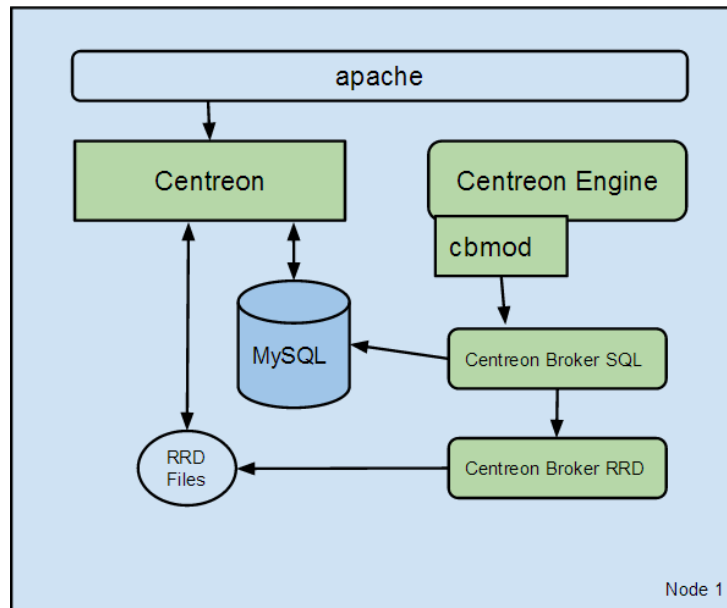 apache
Centreon
Centreon Engine
cbmod
MySQL
Centreon Broker SQL
RRD
Files
Centreon Broker RRD
Node 1